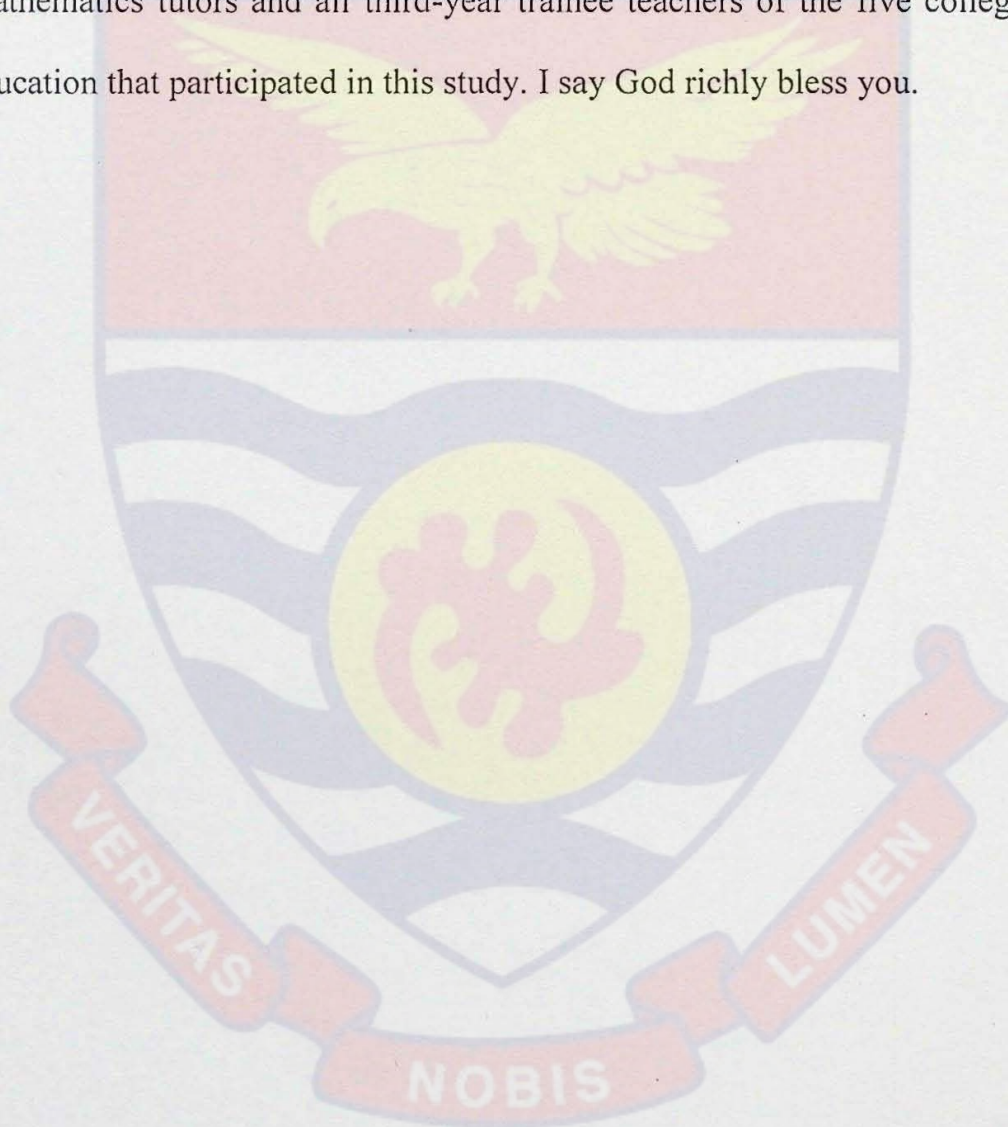 mathematics tutors and all third-year trainee teachers of the five colleg
ucation that participated in this study. I say God richly bless you.
VERITAS
NOBIS
LUMEN